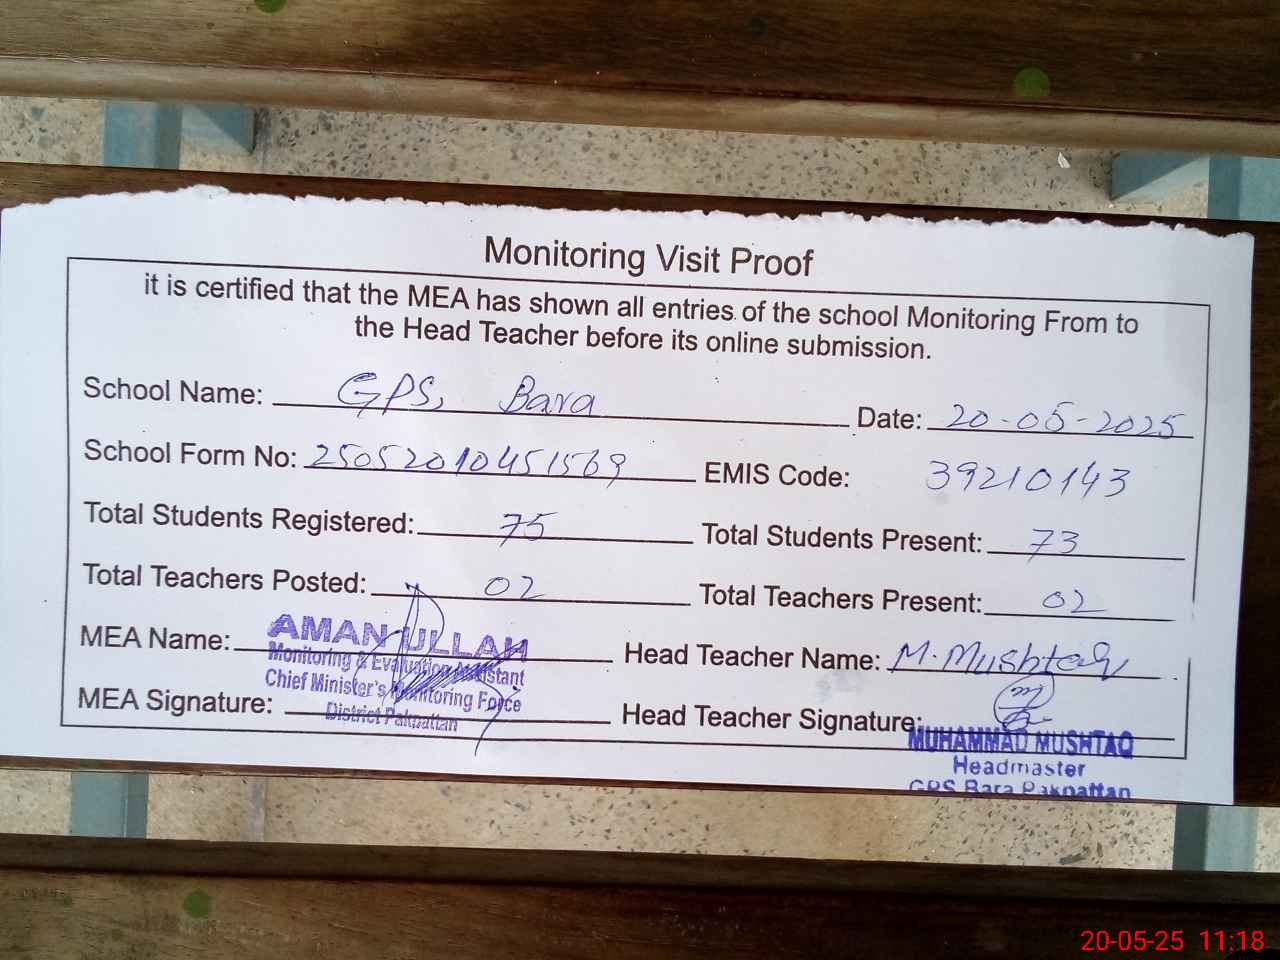 Monitoring Visit Proof
it is certified that the MEA has shown all entries of the school Monitoring From to
the Head Teacher before its online submission.
School Name: GPS, Bara Date: 20-05-2025
School Form No: 25052010451569 EMIS Code: 39210143
Total Students Registered: 75 Total Students Present: 73
Total Teachers Posted: 02 Total Teachers Present: 02
MEA Name: AMAN ULLAH Head Teacher Name: M. Mushtaq
Monitoring & Evaluation Assistant
Chief Minister's Monitoring Force
MEA Signature: District Pakpattan Head Teacher Signature:
MUHAMMAD MUSHTAQ
Headmaster
GPS Bara Pakpattan
20-05-25 11:18